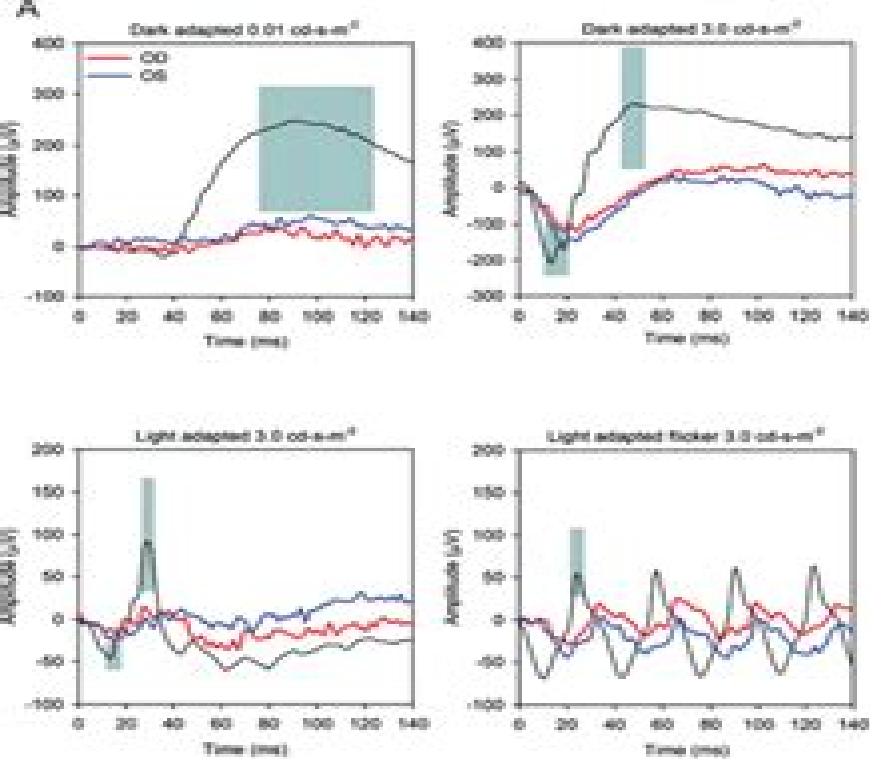 A
Dark adapted 0.01 cd-s-m-2
400
300
200
100
0
-100
Amplitude (µV)
OD
OS
0 20 40 60 80 100 120 140
Time (ms)
Dark adapted 3.0 cd-s-m-2
400
300
200
100
0
-100
-200
-300
Amplitude (µV)
0 20 40 60 80 100 120 140
Time (ms)
Light adapted 3.0 cd-s-m-2
200
150
100
50
0
-50
-100
Amplitude (µV)
0 20 40 60 80 100 120 140
Time (ms)
Light adapted flicker 3.0 cd-s-m-2
200
150
100
50
0
-50
-100
Amplitude (µV)
0 20 40 60 80 100 120 140
Time (ms)